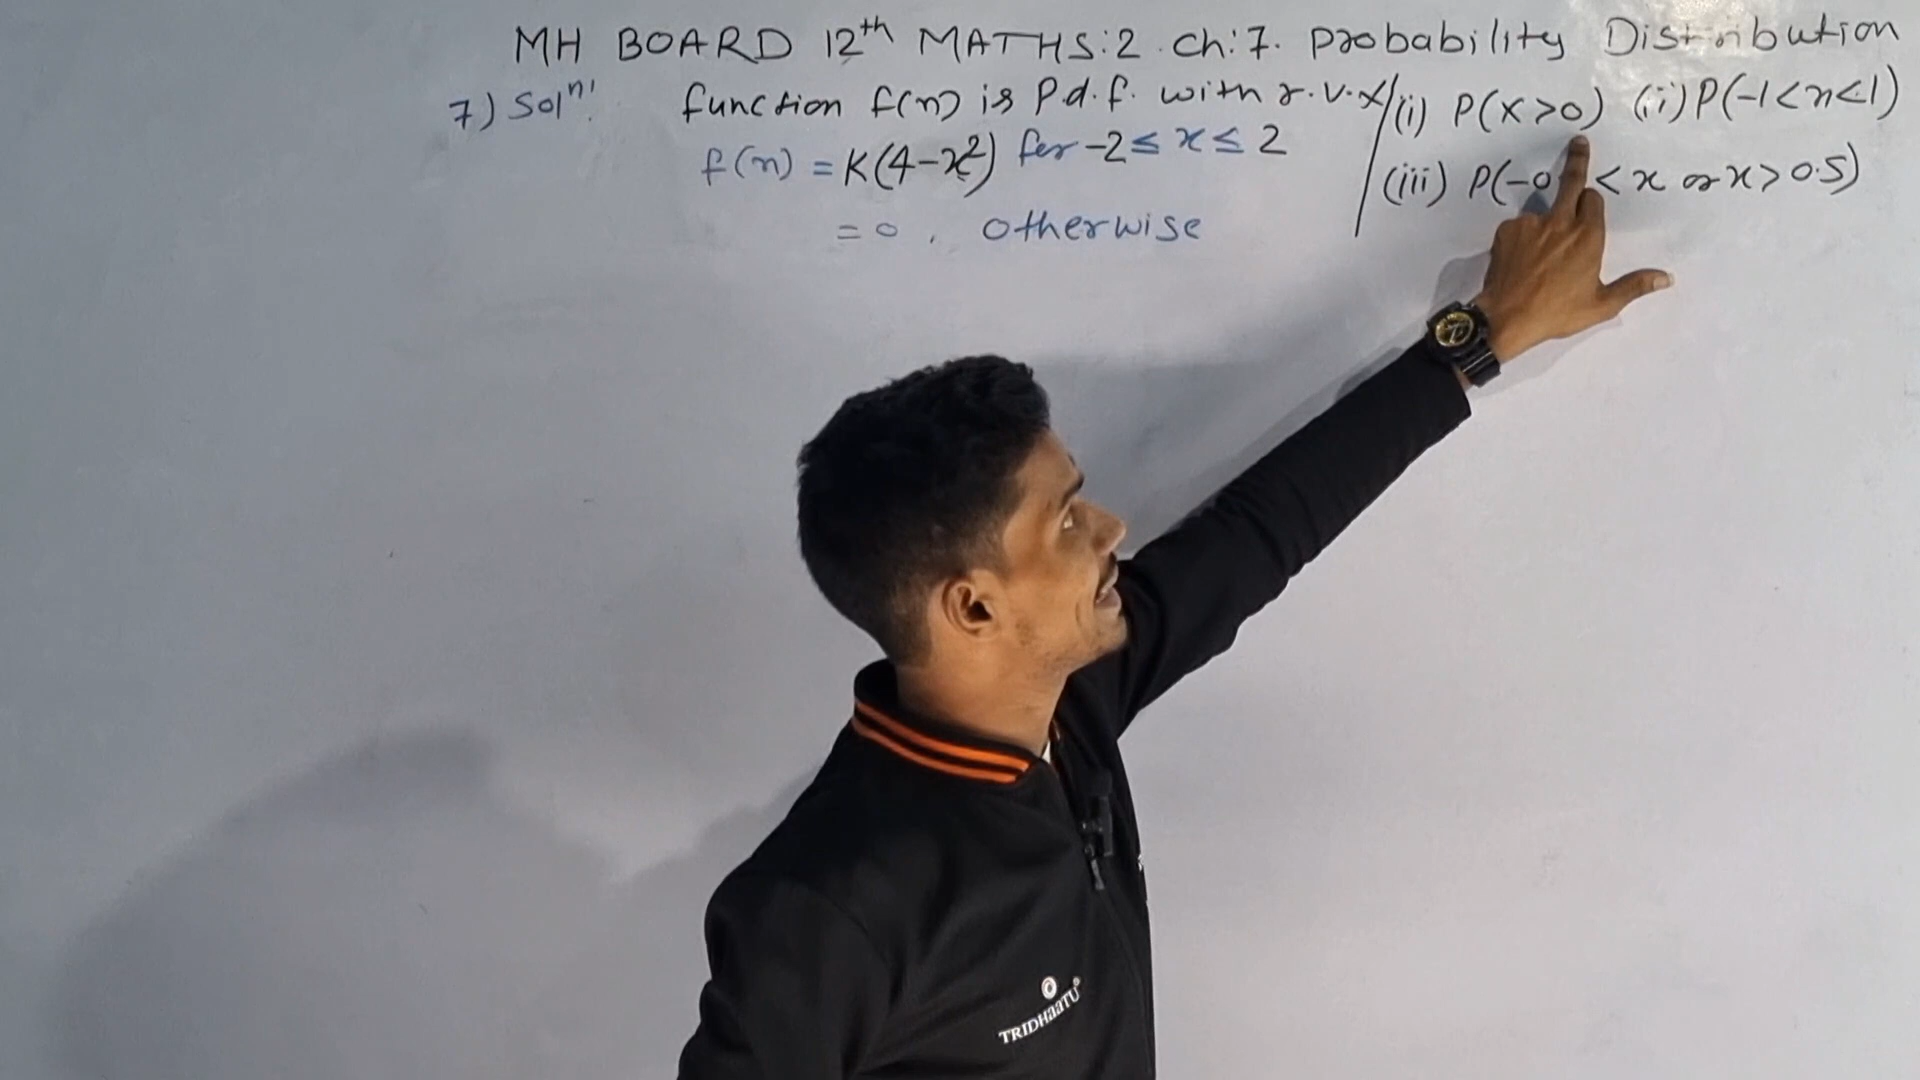 MH BOARD 12th MATHS:2 Ch:7. Probability Distribution
7) Solⁿ! function f(n) is P.d.f. with r.v.X/(i) P(X>0) (ii) P(-1<n<1)
f(n) = K(4-x²) for -2 ≤ x ≤ 2
(iii) P(-0 < x or x > 0.5)
= 0 , otherwise
TRIDHaaTU